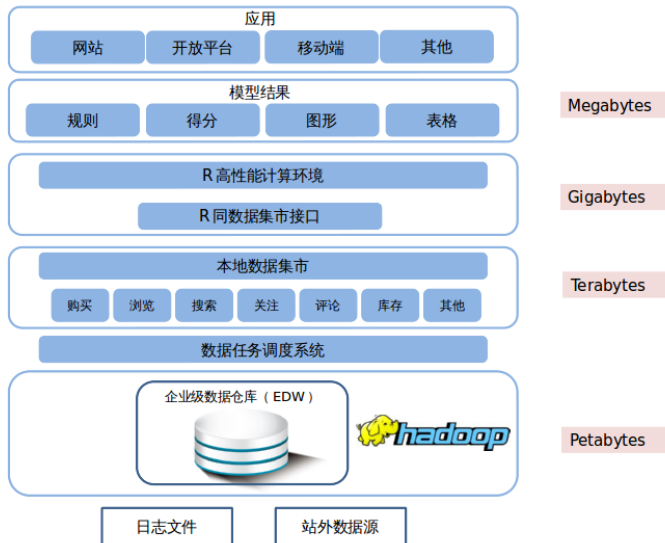 应用
网站 开放平台 移动端 其他
模型结果
规则 得分 图形 表格
Megabytes
R高性能计算环境
R同数据集市接口
Gigabytes
本地数据集市
购买 浏览 搜索 关注 评论 库存 其他
Terabytes
数据任务调度系统
企业级数据仓库（EDW）
hadoop
Petabytes
日志文件 站外数据源